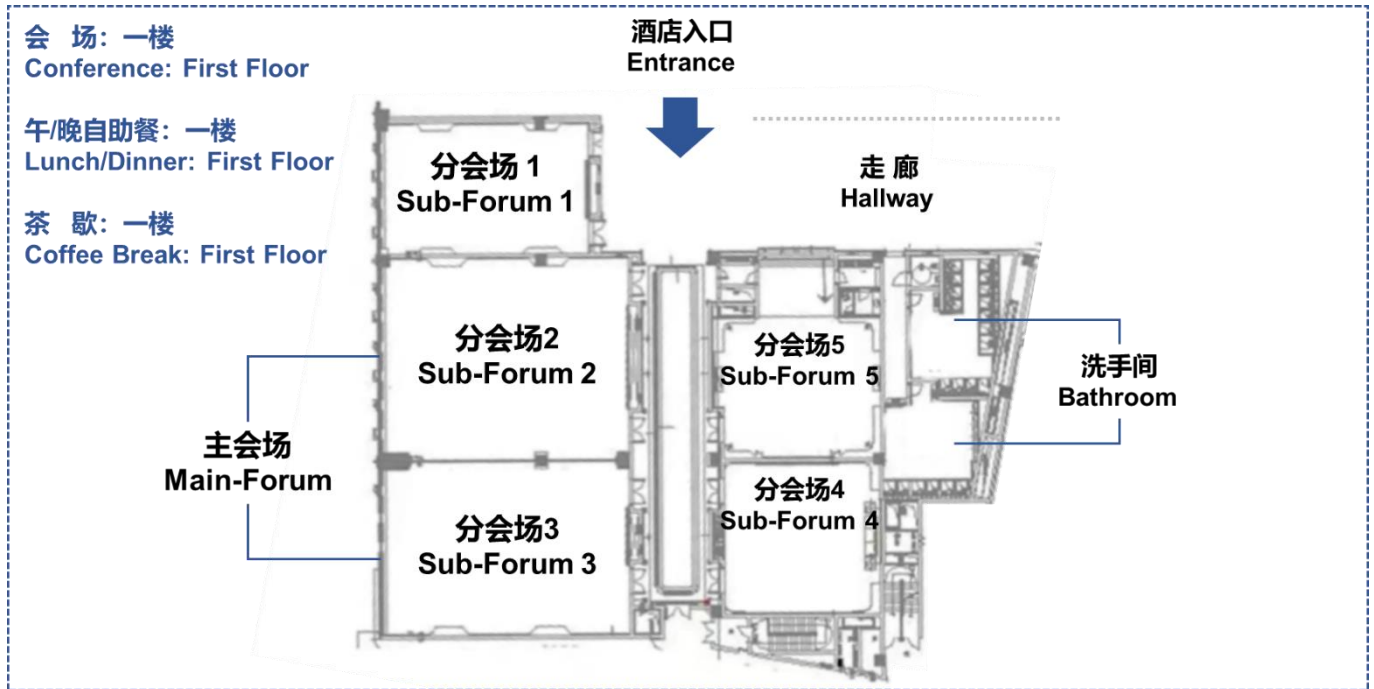 会 场：一楼
Conference: First Floor
午/晚自助餐：一楼
Lunch/Dinner: First Floor
茶 歇：一楼
Coffee Break: First Floor
酒店入口
Entrance
走 廊
Hallway
分会场 1
Sub-Forum 1
分会场2
Sub-Forum 2
分会场5
Sub-Forum 5
洗手间
Bathroom
主会场
Main-Forum
分会场3
Sub-Forum 3
分会场4
Sub-Forum 4